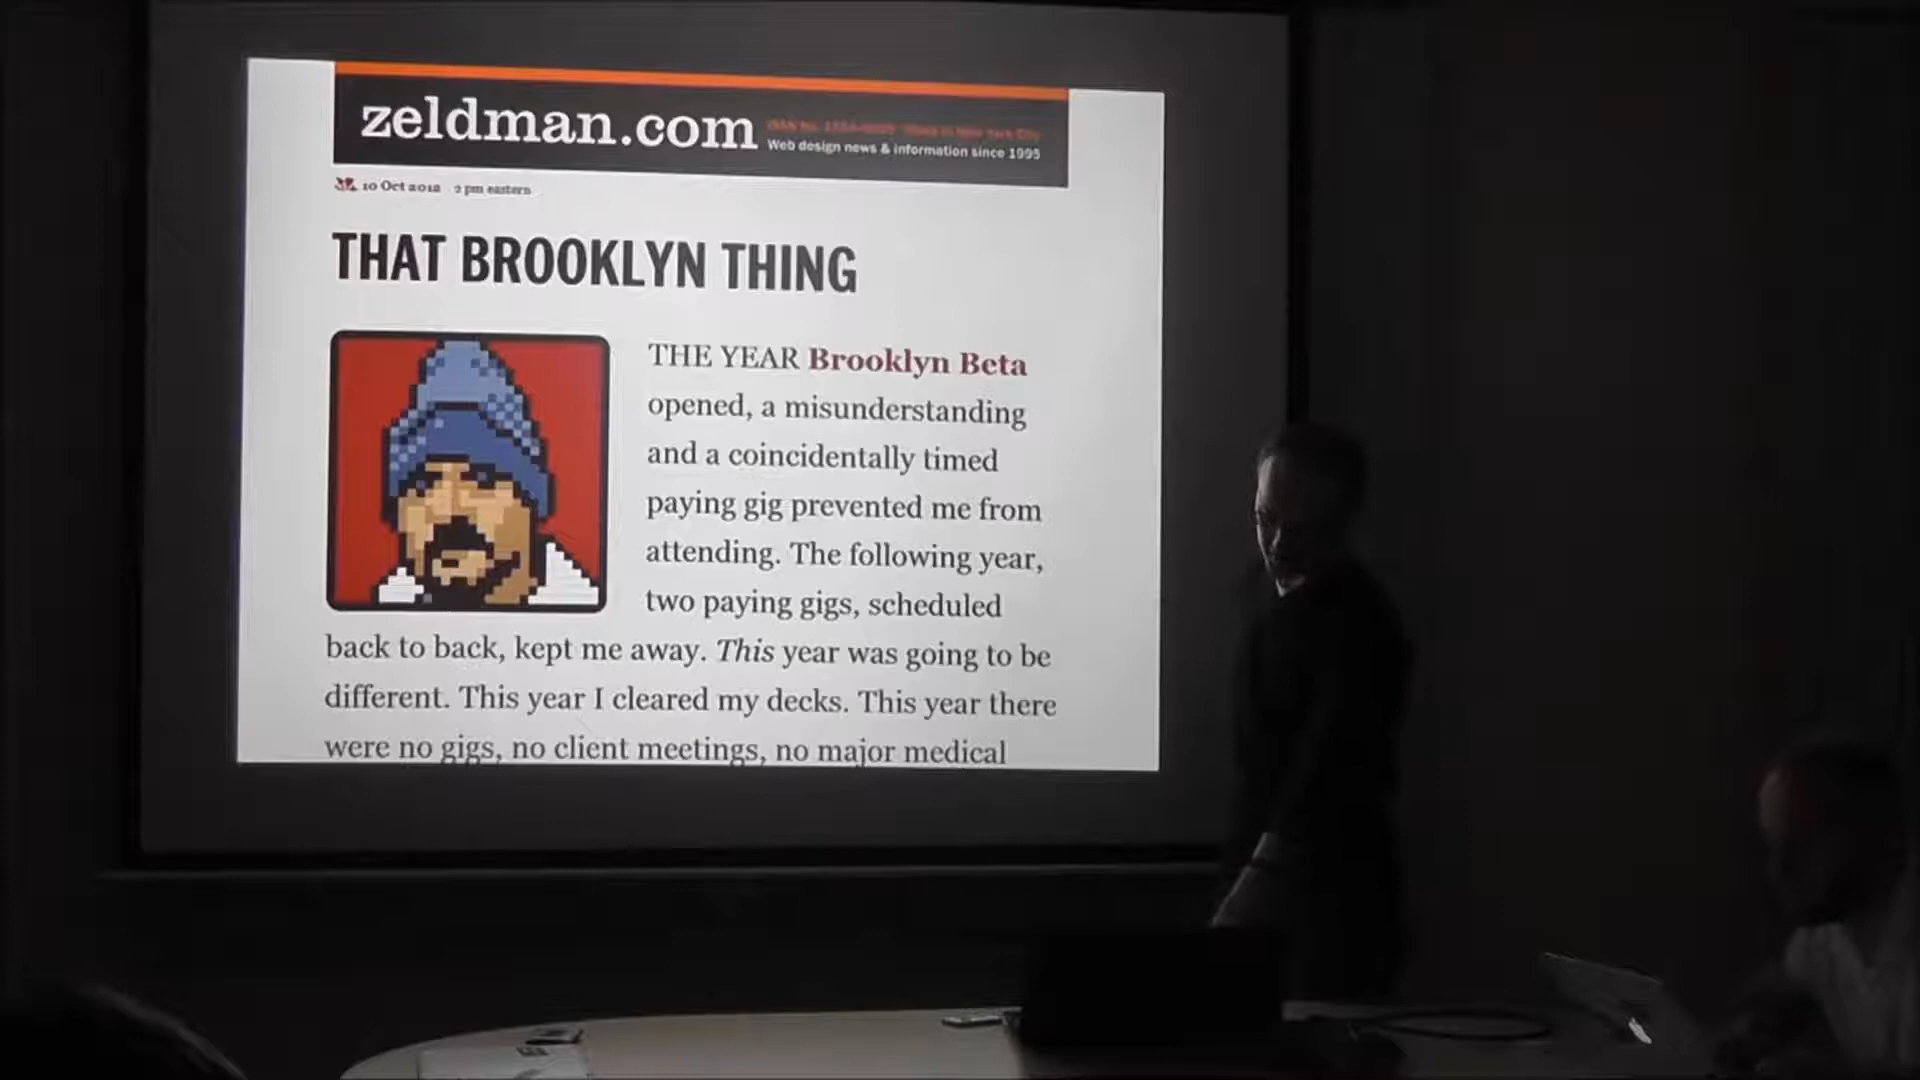 zeldman.com
Web design news & information since 1995
10 Oct 2012 2 pm eastern
THAT BROOKLYN THING
THE YEAR Brooklyn Beta
opened, a misunderstanding
and a coincidentally timed
paying gig prevented me from
attending. The following year,
two paying gigs, scheduled
back to back, kept me away. This year was going to be
different. This year I cleared my decks. This year there
were no gigs, no client meetings, no major medical